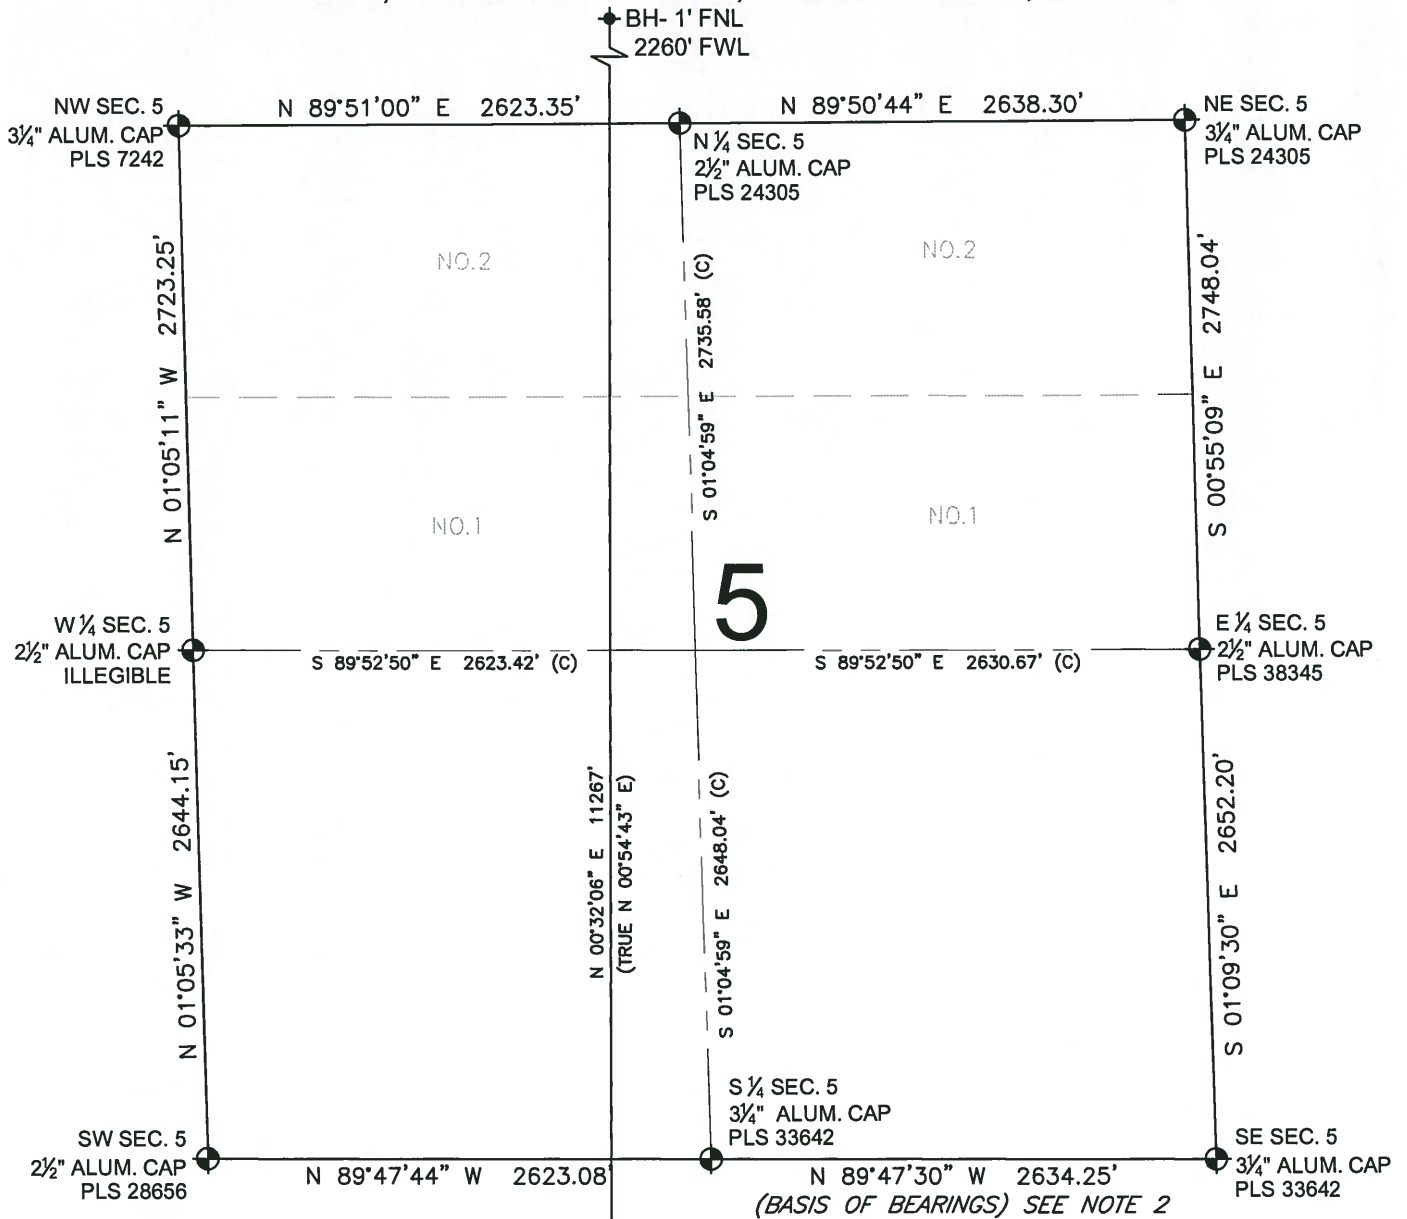 BH- 1' FNL
2260' FWL
NW SEC. 5
3¼" ALUM. CAP
PLS 7242
N 89°51'00" E 2623.35'
N 89°50'44" E 2638.30'
NE SEC. 5
3¼" ALUM. CAP
PLS 24305
N ¼ SEC. 5
2½" ALUM. CAP
PLS 24305
N 01°05'11" W 2723.25'
NO.2
S 01°04'59" E 2735.58' (C)
NO.2
S 00°55'09" E 2748.04'
NO.1
NO.1
5
W ¼ SEC. 5
2½" ALUM. CAP
ILLEGIBLE
S 89°52'50" E 2623.42' (C)
S 89°52'50" E 2630.67' (C)
E ¼ SEC. 5
2½" ALUM. CAP
PLS 38345
N 01°05'33" W 2644.15'
N 00°32'06" E 11267'
(TRUE N 00°54'43" E)
S 01°04'59" E 2648.04' (C)
S 01°09'30" E 2652.20'
S ¼ SEC. 5
3¼" ALUM. CAP
PLS 33642
SW SEC. 5
2½" ALUM. CAP
PLS 28656
N 89°47'44" W 2623.08'
N 89°47'30" W 2634.25'
(BASIS OF BEARINGS) SEE NOTE 2
SE SEC. 5
3¼" ALUM. CAP
PLS 33642